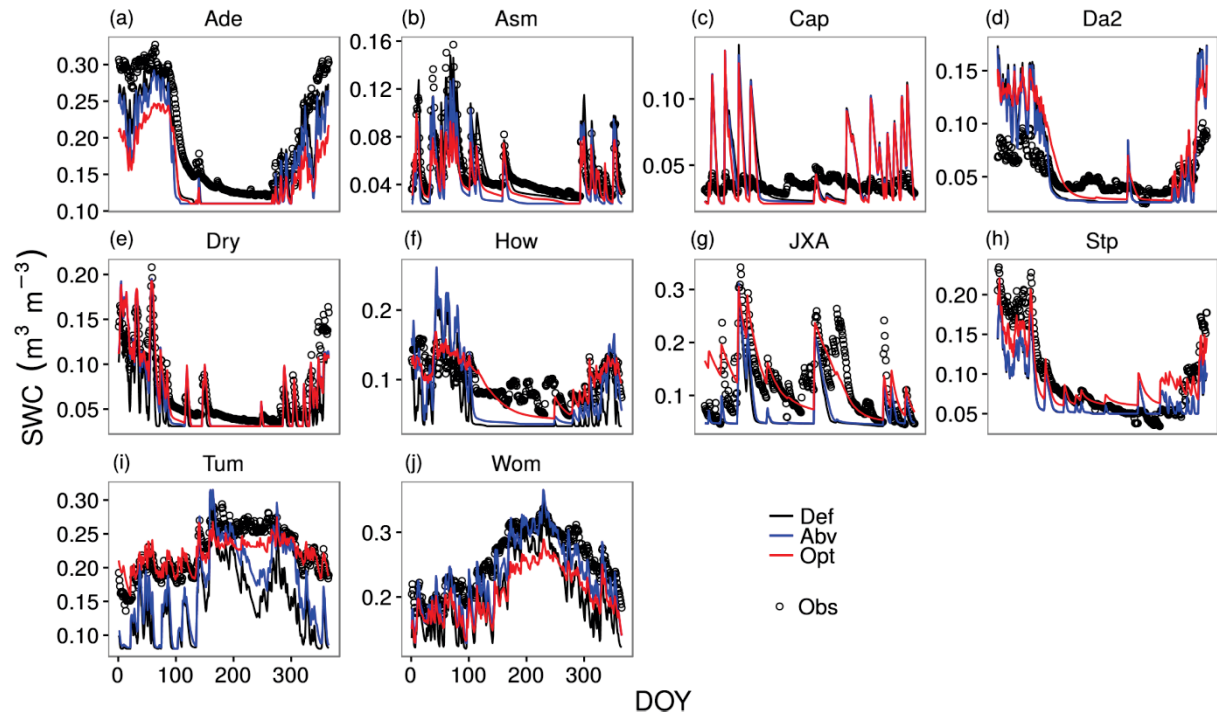 (a) Ade
(b) Asm
(c) Cap
(d) Da2
0.30
0.25
0.20
0.15
0.10
0.16
0.12
0.08
0.04
0.10
0.05
0.15
0.10
0.05
(e) Dry
(f) How
(g) JXA
(h) Stp
0.20
0.15
0.10
0.05
0.2
0.1
0.3
0.2
0.1
0.20
0.15
0.10
0.05
SWC (m³ m⁻³)
(i) Tum
(j) Wom
0.30
0.25
0.20
0.15
0.10
0.3
0.2
0 100 200 300
0 100 200 300
DOY
Def
Abv
Opt
Obs